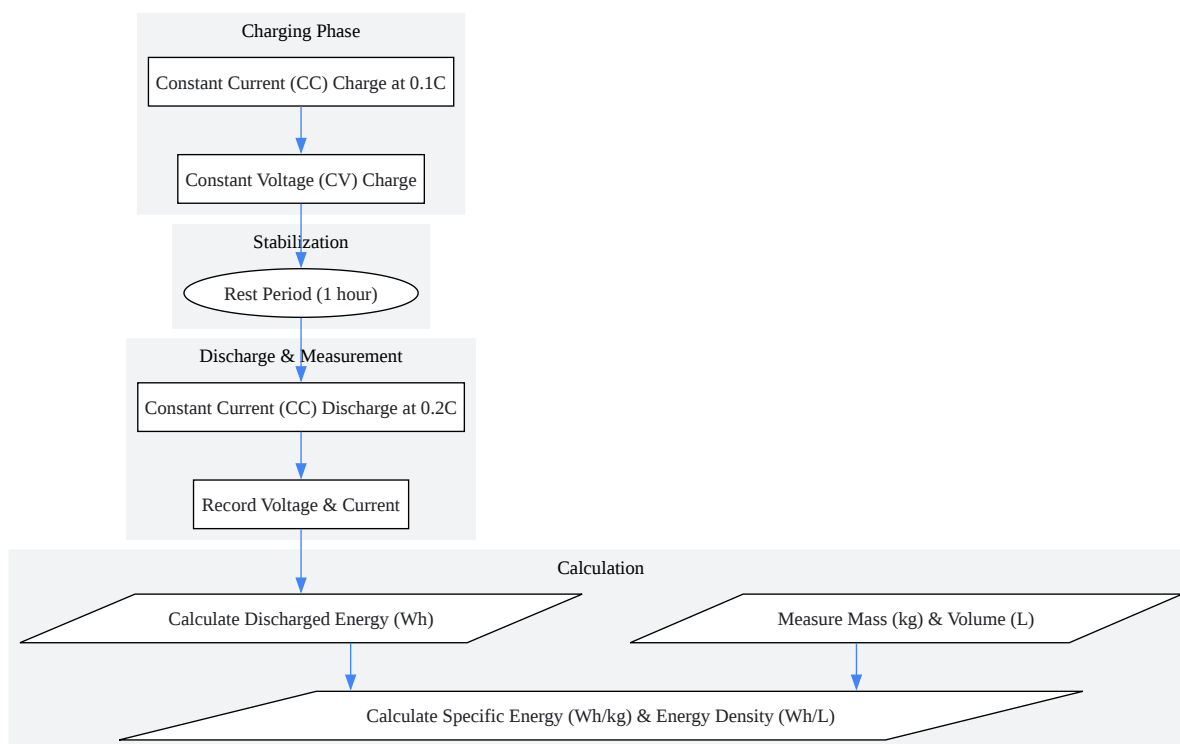 Charging Phase
Constant Current (CC) Charge at 0.1C
Constant Voltage (CV) Charge
Stabilization
Rest Period (1 hour)
Discharge & Measurement
Constant Current (CC) Discharge at 0.2C
Record Voltage & Current
Calculation
Calculate Discharged Energy (Wh)
Measure Mass (kg) & Volume (L)
Calculate Specific Energy (Wh/kg) & Energy Density (Wh/L)